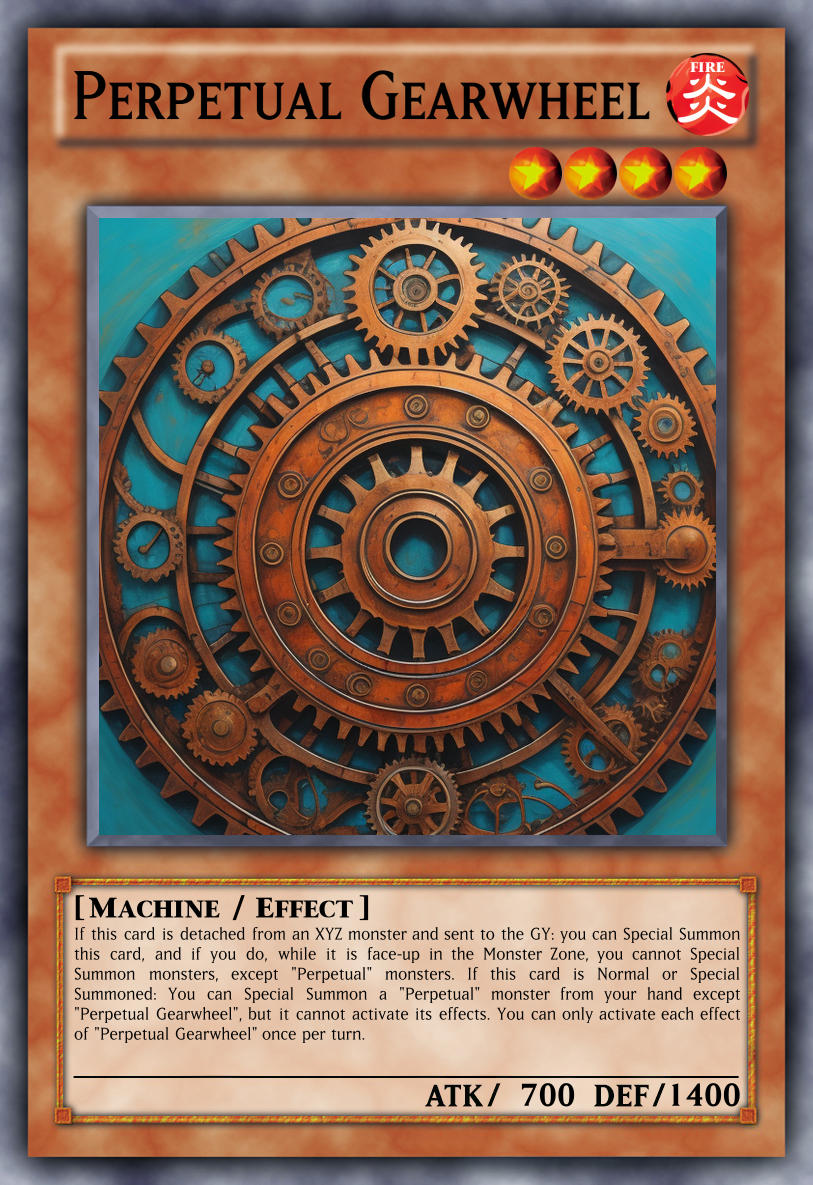 Perpetual Gearwheel
FIRE
炎
[ Machine / Effect ]
If this card is detached from an XYZ monster and sent to the GY: you can Special Summon
this card, and if you do, while it is face-up in the Monster Zone, you cannot Special
Summon monsters, except "Perpetual" monsters. If this card is Normal or Special
Summoned: You can Special Summon a "Perpetual" monster from your hand except
"Perpetual Gearwheel", but it cannot activate its effects. You can only activate each effect
of "Perpetual Gearwheel" once per turn.
ATK/ 700 DEF/1400